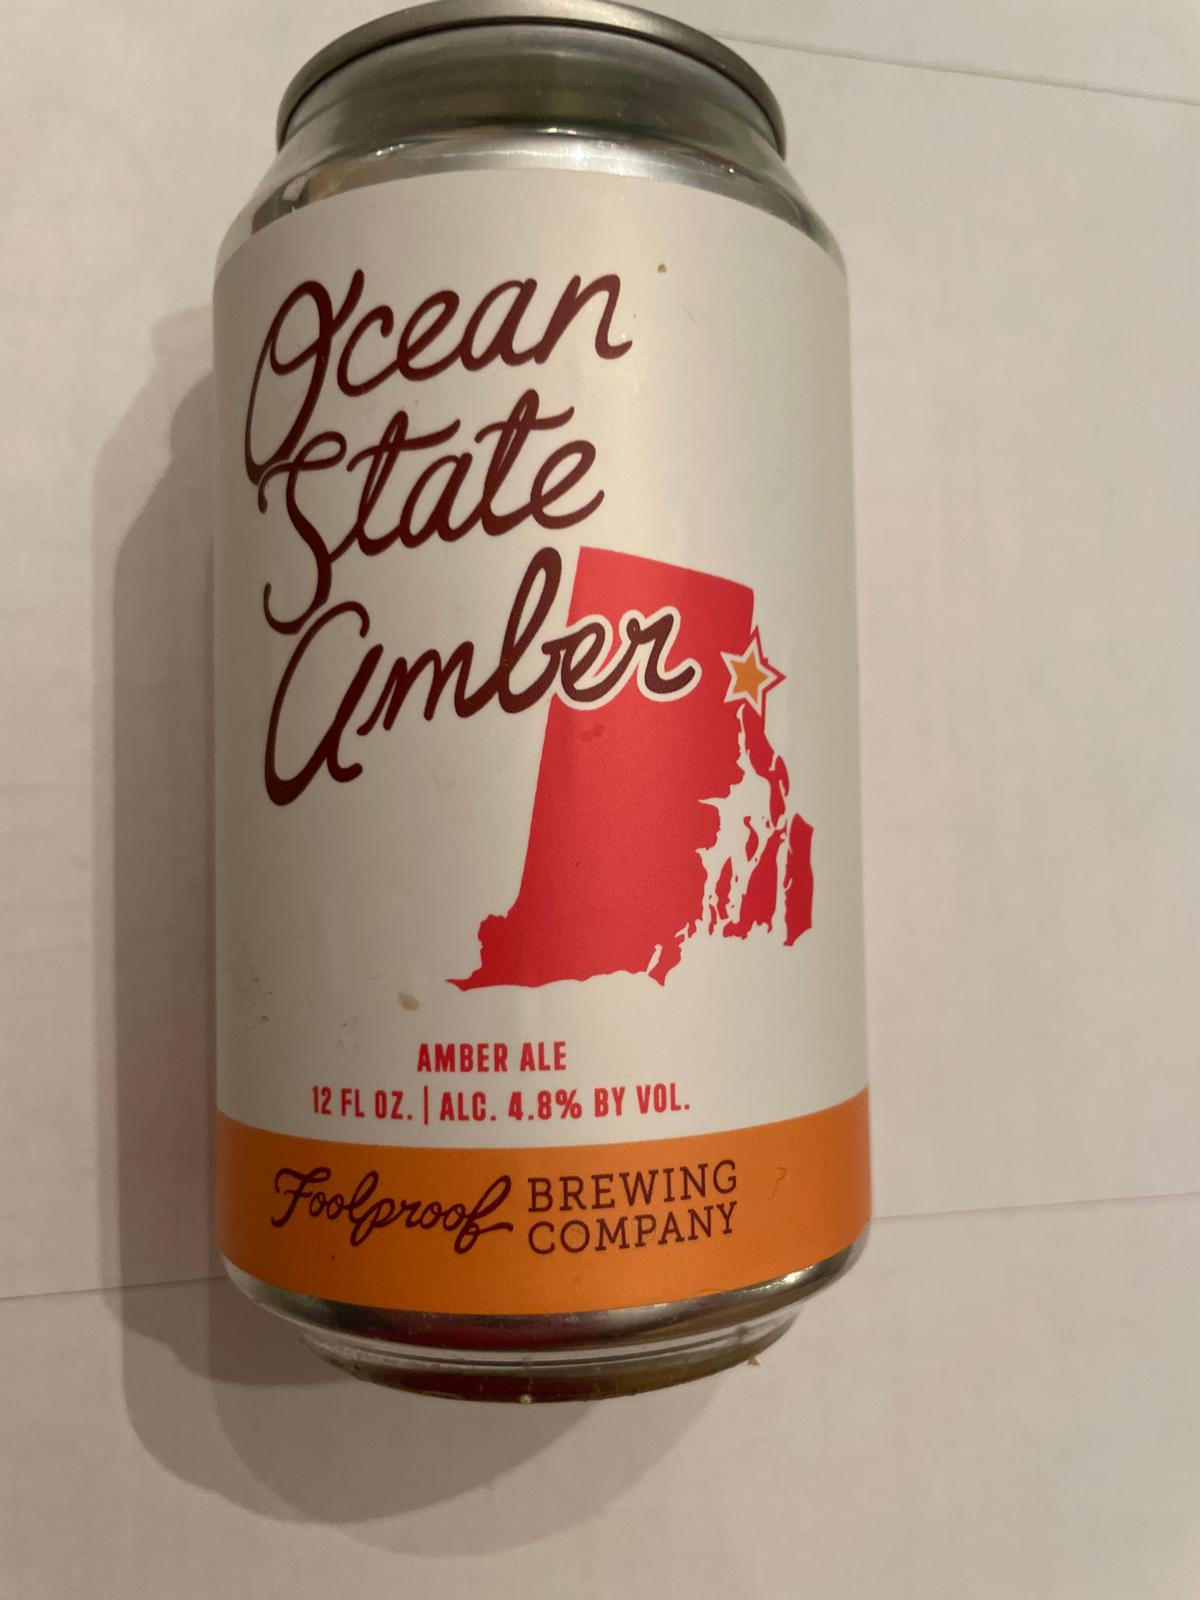 Ocean
State
Amber
AMBER ALE
12 FL OZ. | ALC. 4.8% BY VOL.
Foolproof BREWING
COMPANY